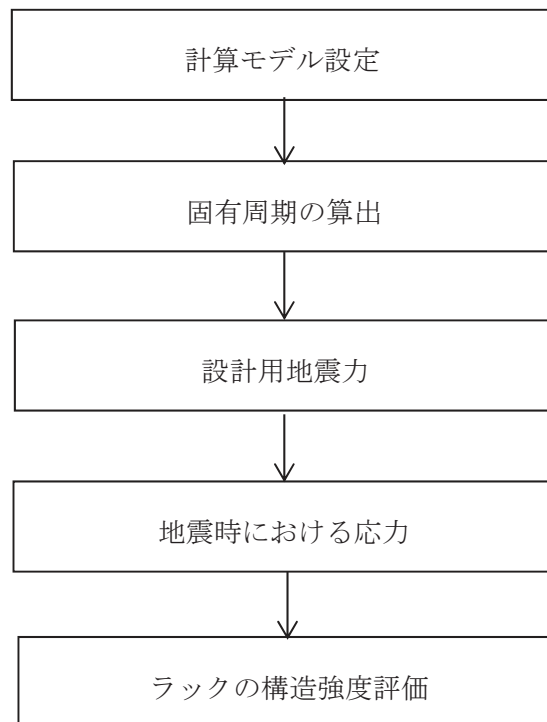 計算モデル設定
固有周期の算出
設計用地震力
地震時における応力
ラックの構造強度評価